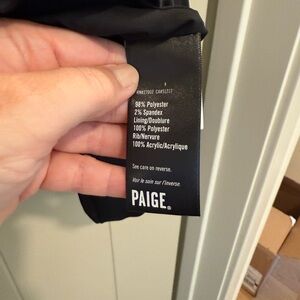 98% Polyester
2% Spandex
Lining/Doublure
100% Polyester
Rib/Nervure
100% Acrylic/Acrylique
See care on reverse.
Voir le soin sur l'inverse.
PAIGE®